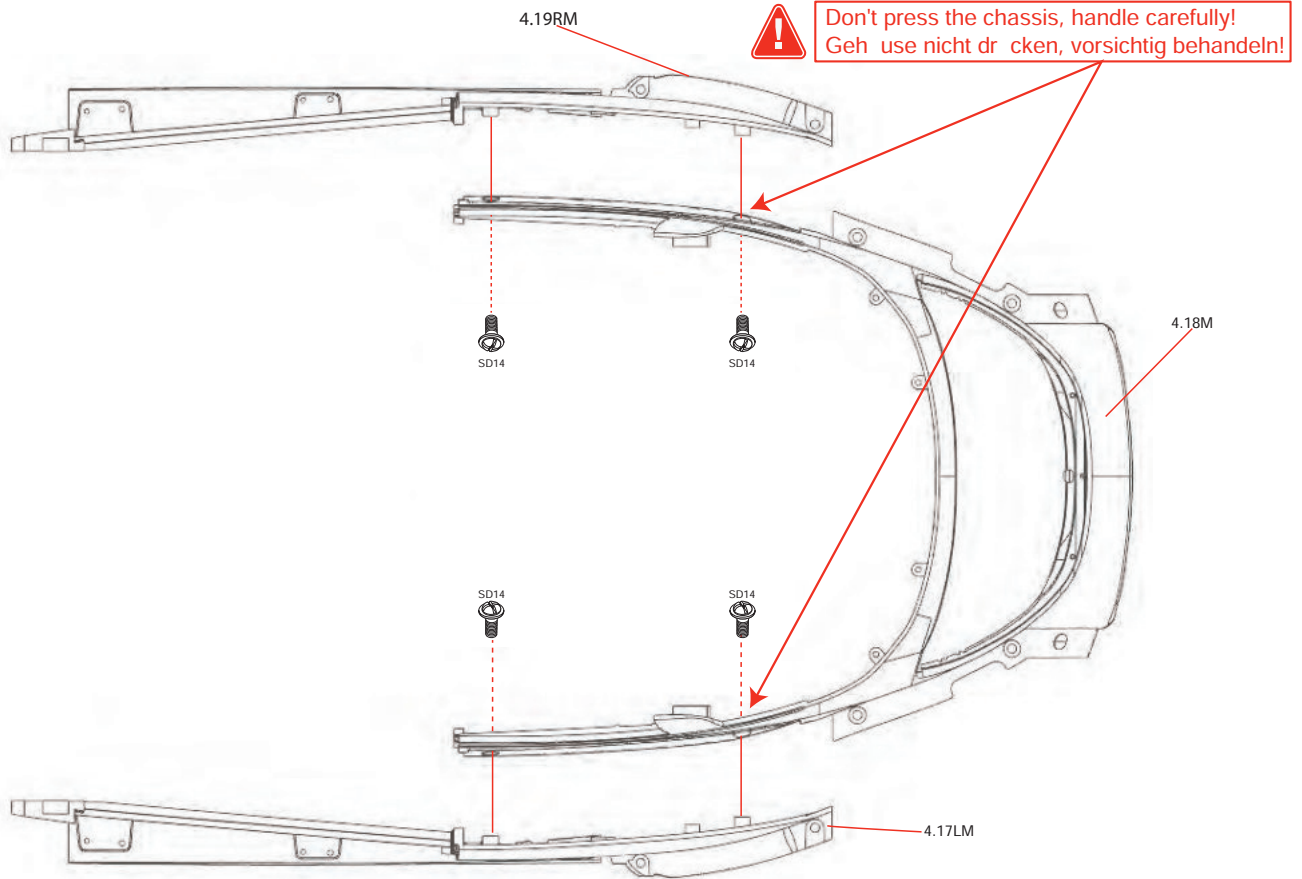 4.19RM
Don't press the chassis, handle carefully!
Geh use nicht dr cken, vorsichtig behandeln!
4.18M
SD14
SD14
SD14
SD14
4.17LM